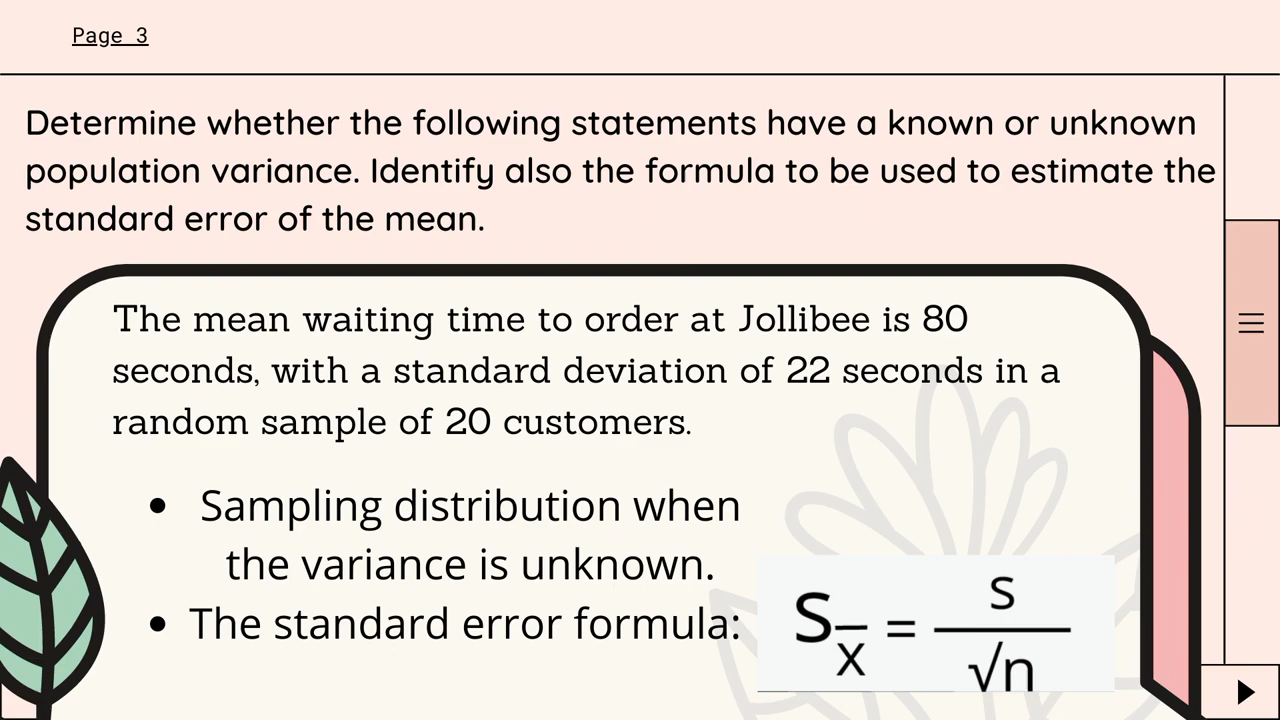 Page 3
Determine whether the following statements have a known or unknown
population variance. Identify also the formula to be used to estimate the
standard error of the mean.
The mean waiting time to order at Jollibee is 80
seconds, with a standard deviation of 22 seconds in a
random sample of 20 customers.
• Sampling distribution when
the variance is unknown.
• The standard error formula:
S_x̅ = s / √n